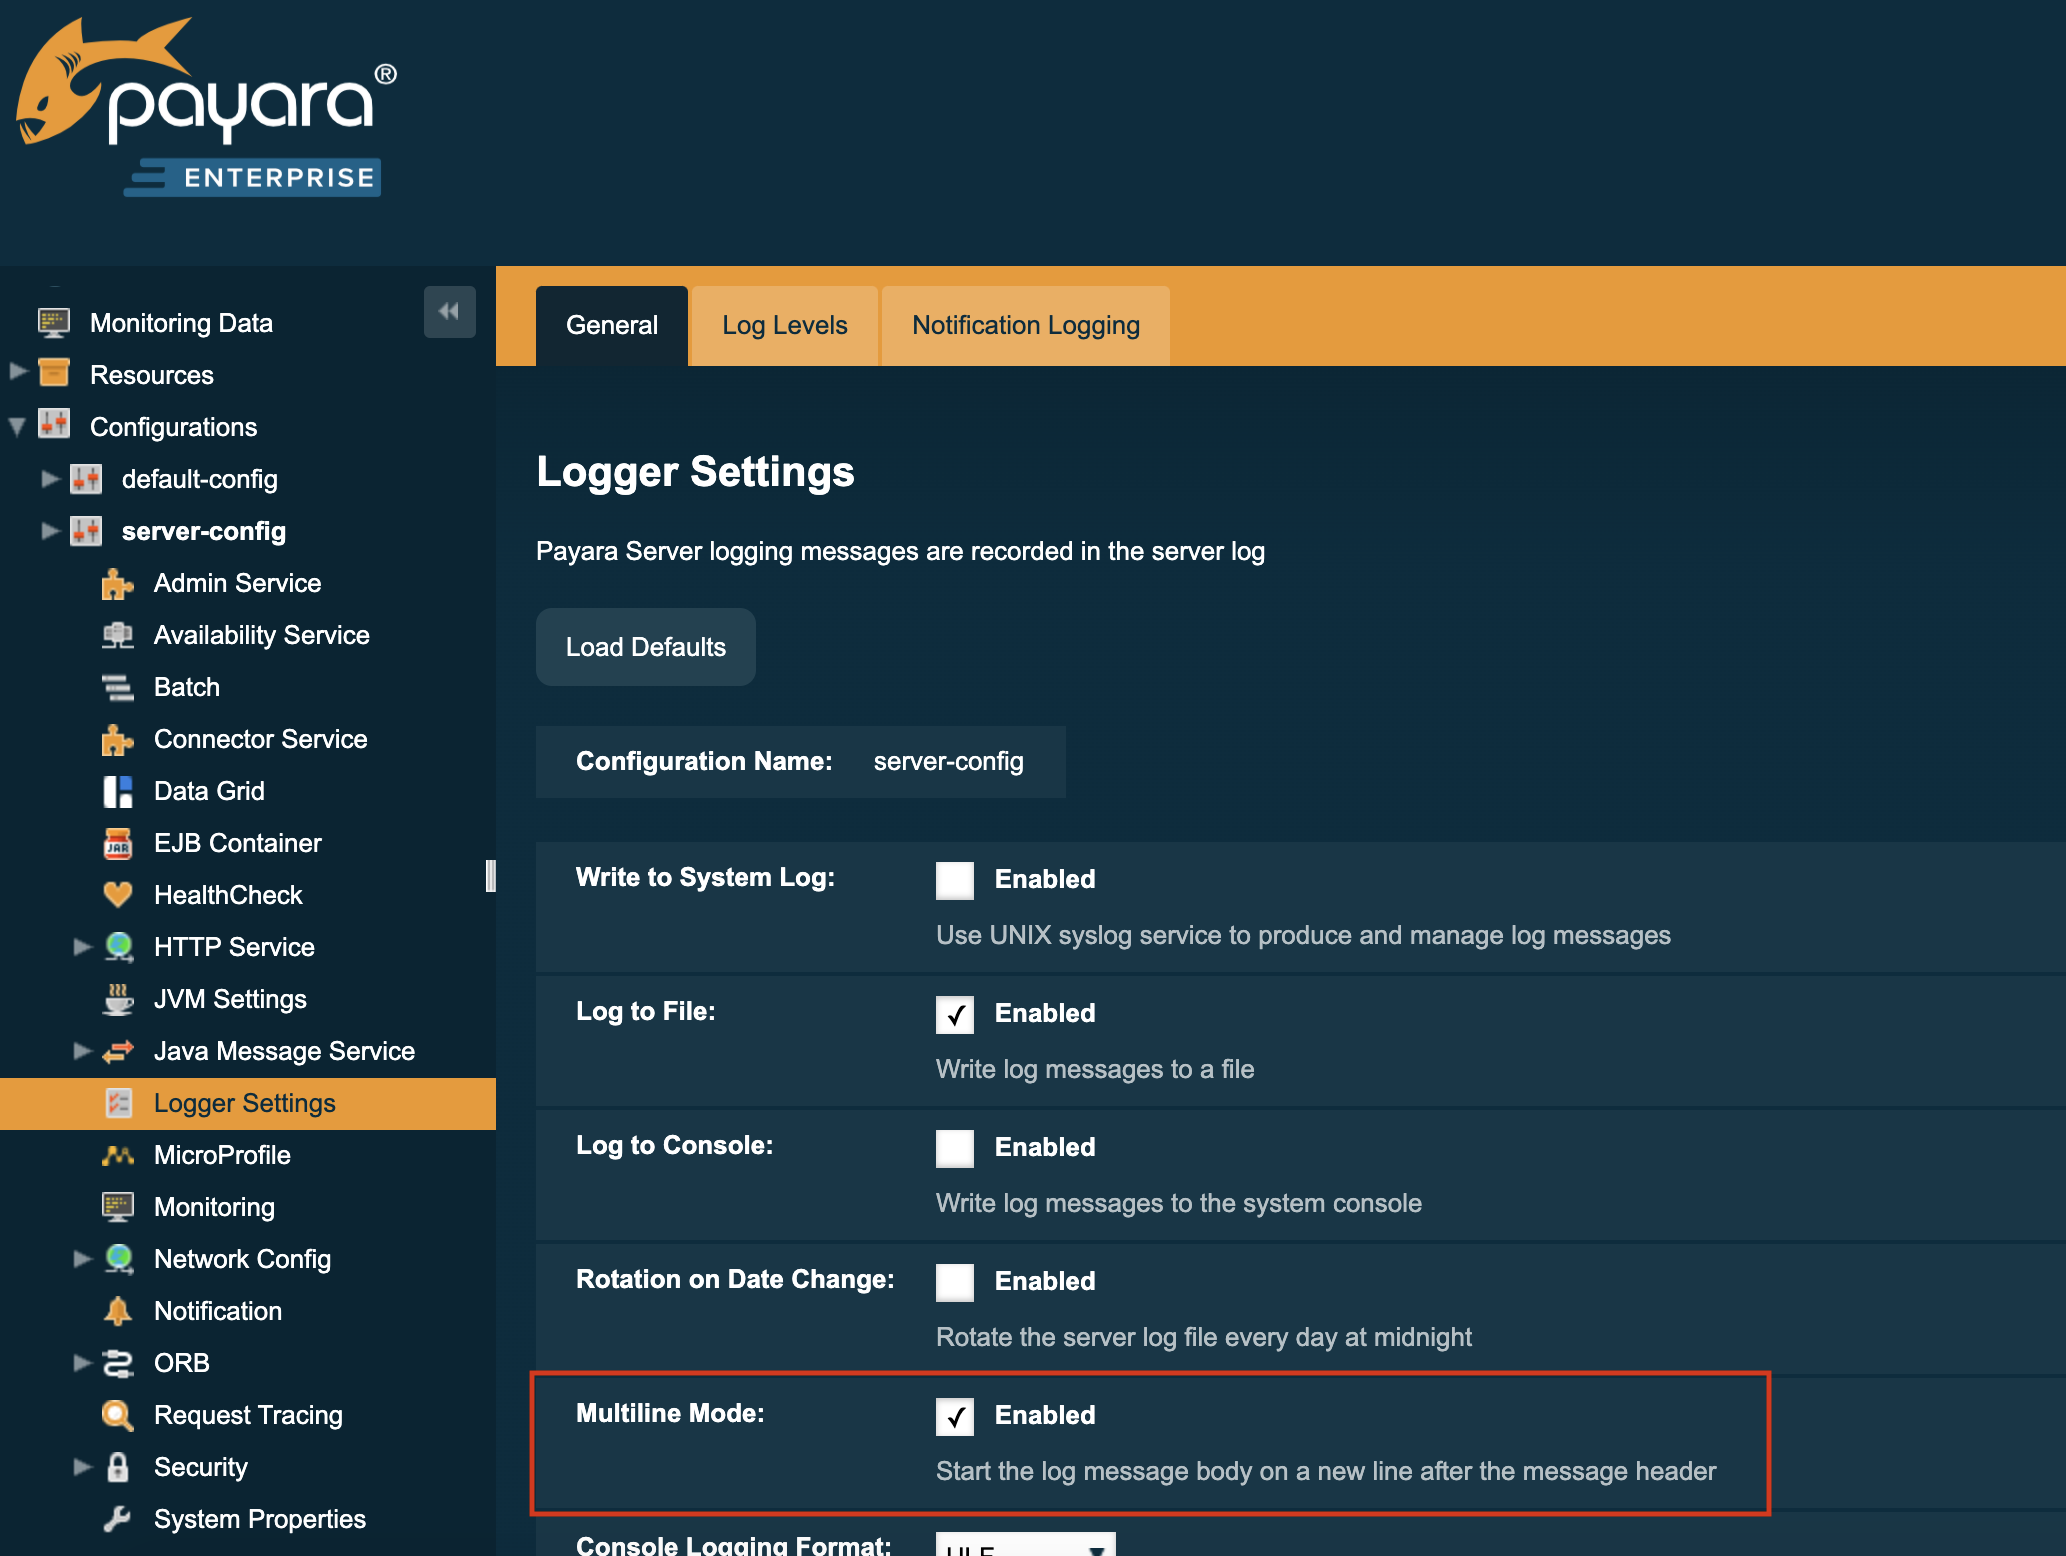 payara®
ENTERPRISE
Monitoring Data
Resources
Configurations
default-config
server-config
Admin Service
Availability Service
Batch
Connector Service
Data Grid
JAR
EJB Container
HealthCheck
HTTP Service
JVM Settings
Java Message Service
Logger Settings
MicroProfile
Monitoring
Network Config
Notification
ORB
Request Tracing
Security
System Properties
General
Log Levels
Notification Logging
Logger Settings
Payara Server logging messages are recorded in the server log
Load Defaults
Configuration Name: server-config
Write to System Log: Enabled
Use UNIX syslog service to produce and manage log messages
Log to File: Enabled
Write log messages to a file
Log to Console: Enabled
Write log messages to the system console
Rotation on Date Change: Enabled
Rotate the server log file every day at midnight
Multiline Mode: Enabled
Start the log message body on a new line after the message header
Console Logging Format: